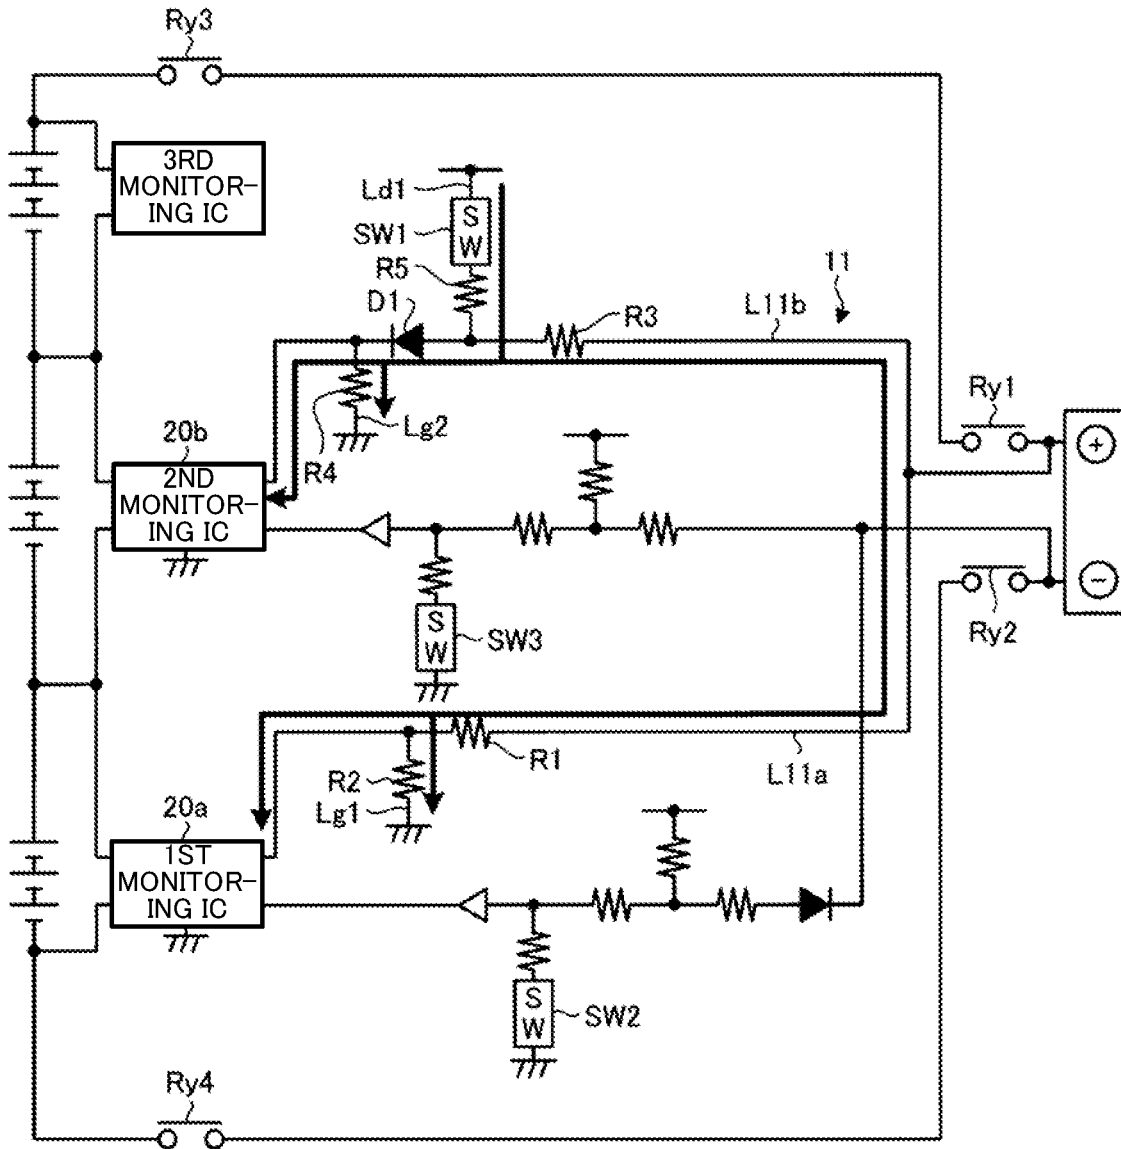 Ry3
3RD
MONITOR-
ING IC
Ld1
S
W
SW1
R5
D1
R3
L11b
11
Ry1
+
R4
Lg2
20b
2ND
MONITOR-
ING IC
−
Ry2
S
W
SW3
R1
L11a
R2
Lg1
20a
1ST
MONITOR-
ING IC
S
W
SW2
Ry4